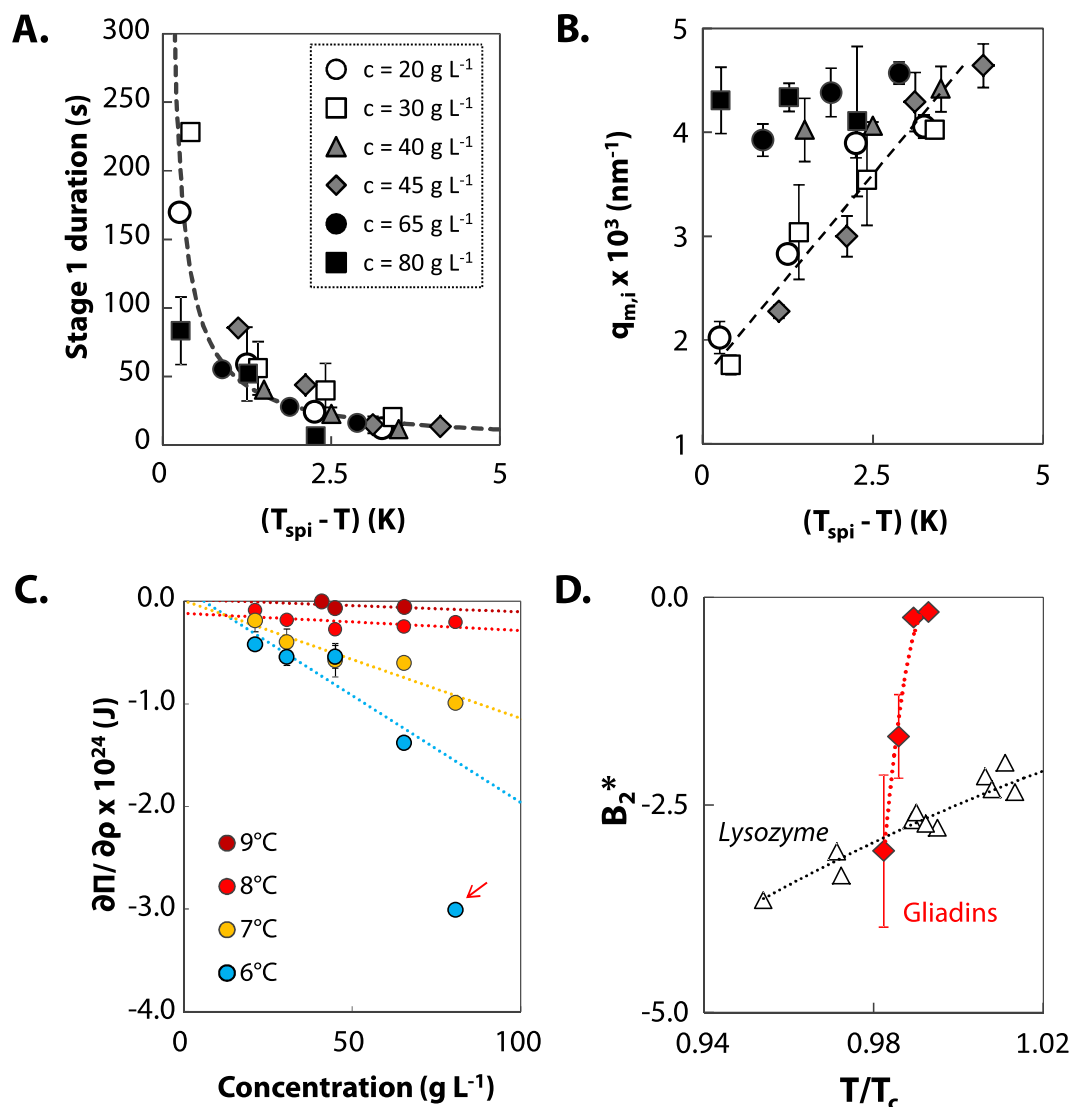 A.
300
250
200
150
100
50
0
Stage 1 duration (s)
c = 20 g L-1
c = 30 g L-1
c = 40 g L-1
c = 45 g L-1
c = 65 g L-1
c = 80 g L-1
0 2.5 5
(Tspi - T) (K)
B.
5
4
3
2
1
qm,i x 10³ (nm-1)
0 2.5 5
(Tspi - T) (K)
C.
0.0
-1.0
-2.0
-3.0
-4.0
∂Π/ ∂ρ x 10²⁴ (J)
9°C
8°C
7°C
6°C
0 50 100
Concentration (g L-1)
D.
0.0
-2.5
-5.0
B2*
Lysozyme
Gliadins
0.94 0.98 1.02
T/Tc